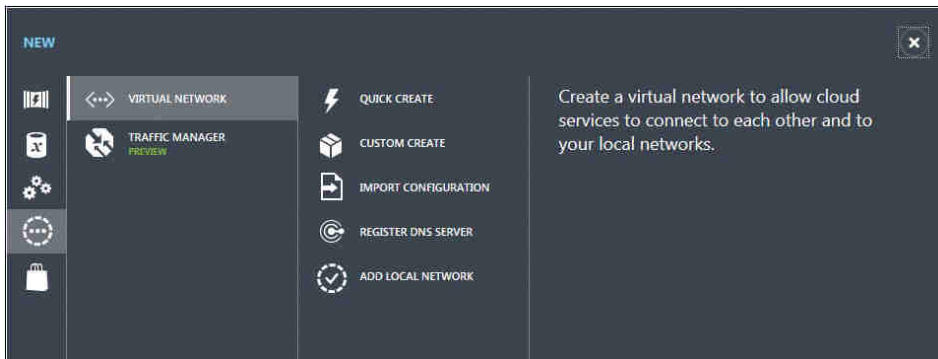 NEW
VIRTUAL NETWORK
TRAFFIC MANAGER
PREVIEW
QUICK CREATE
CUSTOM CREATE
IMPORT CONFIGURATION
REGISTER DNS SERVER
ADD LOCAL NETWORK
Create a virtual network to allow cloud
services to connect to each other and to
your local networks.